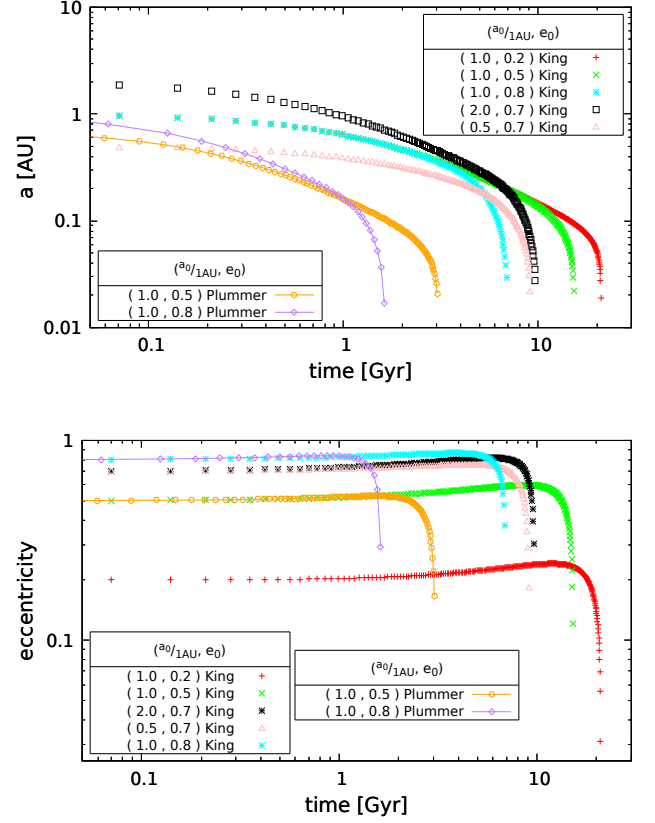 10
1
0.1
0.01
a [AU]
(a0/1AU, e0)
( 1.0 , 0.2 ) King
( 1.0 , 0.5 ) King
( 1.0 , 0.8 ) King
( 2.0 , 0.7 ) King
( 0.5 , 0.7 ) King
(a0/1AU, e0)
( 1.0 , 0.5 ) Plummer
( 1.0 , 0.8 ) Plummer
0.1 1 10
time [Gyr]
1
0.1
eccentricity
(a0/1AU, e0)
( 1.0 , 0.2 ) King
( 1.0 , 0.5 ) King
( 2.0 , 0.7 ) King
( 0.5 , 0.7 ) King
( 1.0 , 0.8 ) King
(a0/1AU, e0)
( 1.0 , 0.5 ) Plummer
( 1.0 , 0.8 ) Plummer
0.1 1 10
time [Gyr]